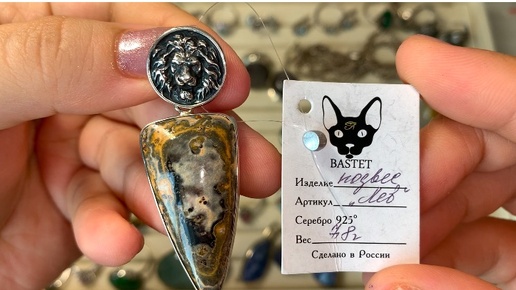 BASTET
Изделие подвес
Артикул „Лев"
Серебро 925°
Вес 7,8г
Сделано в России